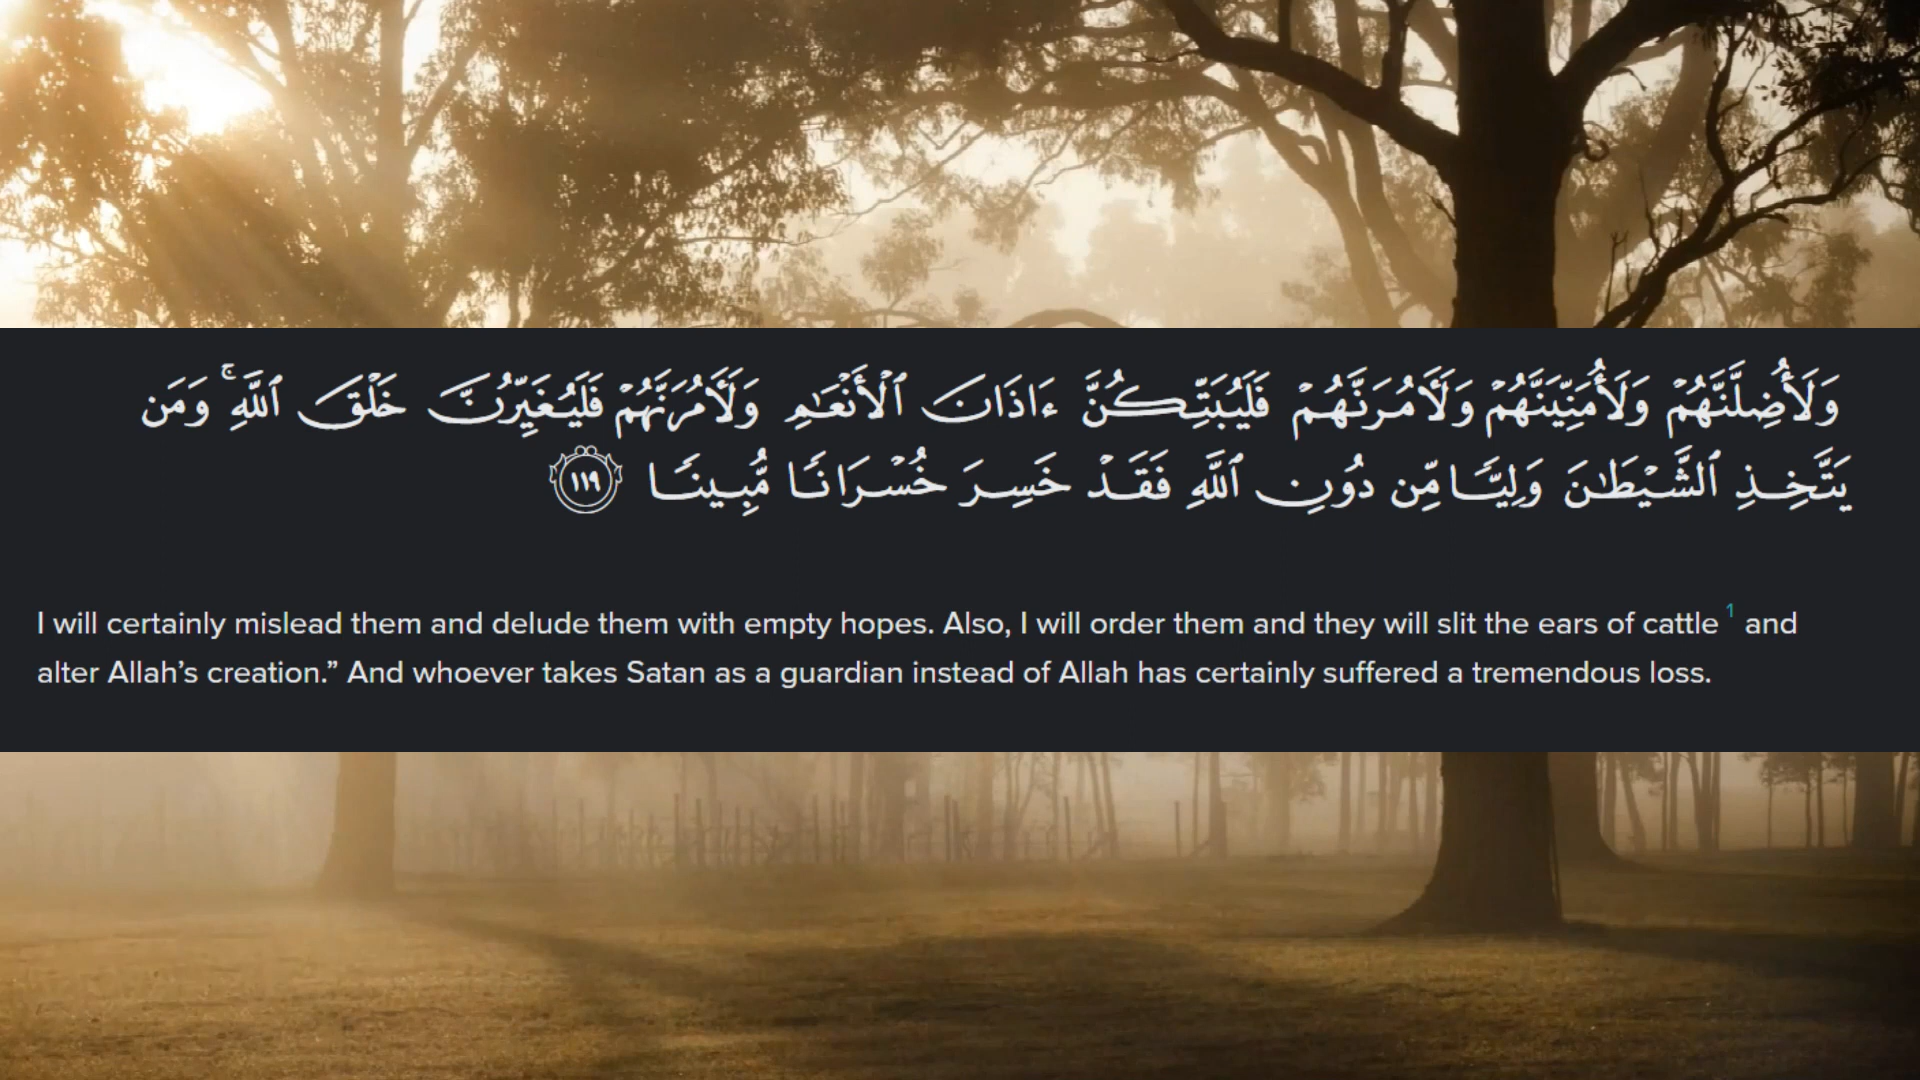 وَلَأُضِلَّنَّهُمْ وَلَأُمَنِّيَنَّهُمْ وَلَـَٔامُرَنَّهُمْ فَلَيُبَتِّكُنَّ ءَاذَانَ ٱلْأَنْعَـٰمِ وَلَـَٔامُرَنَّهُمْ فَلَيُغَيِّرُنَّ خَلْقَ ٱللَّهِ ۚ وَمَن
يَتَّخِذِ ٱلشَّيْطَـٰنَ وَلِيًّا مِّن دُونِ ٱللَّهِ فَقَدْ خَسِرَ خُسْرَانًا مُّبِينًا ١١٩
I will certainly mislead them and delude them with empty hopes. Also, I will order them and they will slit the ears of cattle 1 and
alter Allah’s creation.” And whoever takes Satan as a guardian instead of Allah has certainly suffered a tremendous loss.